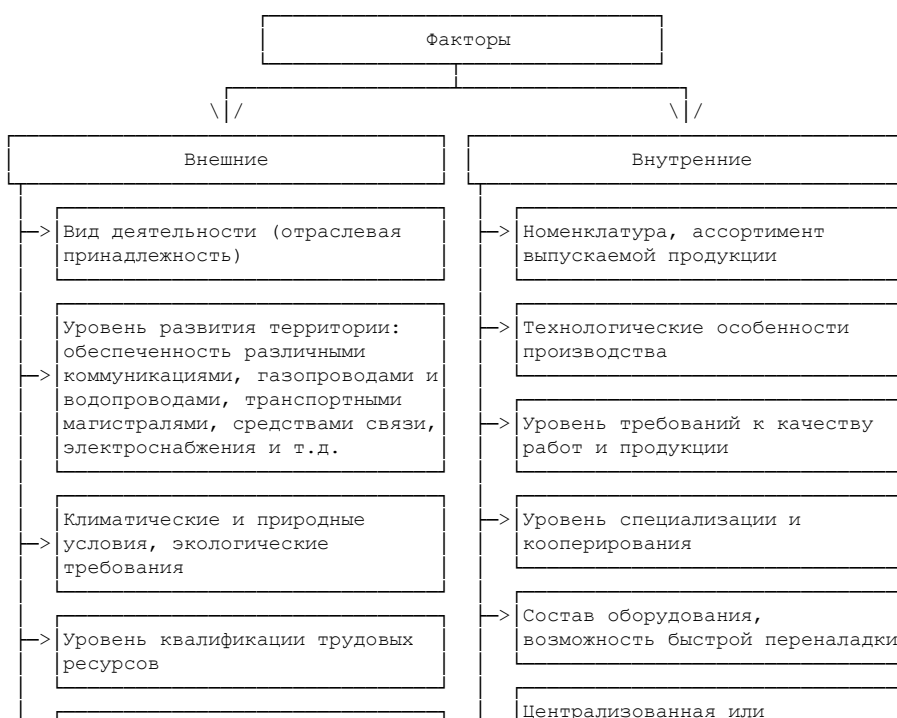 Факторы
Внешние
Вид деятельности (отраслевая
принадлежность)
Уровень развития территории:
обеспеченность различными
коммуникациями, газопроводами и
водопроводами, транспортными
магистралями, средствами связи,
электроснабжения и т.д.
Климатические и природные
условия, экологические
требования
Уровень квалификации трудовых
ресурсов
Внутренние
Номенклатура, ассортимент
выпускаемой продукции
Технологические особенности
производства
Уровень требований к качеству
работ и продукции
Уровень специализации и
кооперирования
Состав оборудования,
возможность быстрой переналадки
Централизованная или